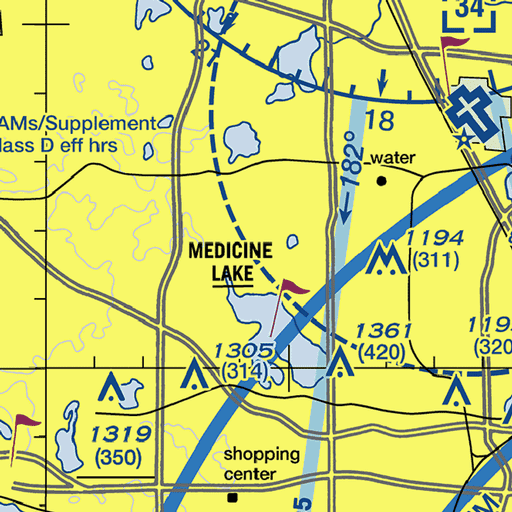 34
AMs/Supplement
lass D eff hrs
18
182°
water
1194
(311)
MEDICINE
LAKE
1361
(420)
119
(320
1305
(314)
1319
(350)
shopping
center
5